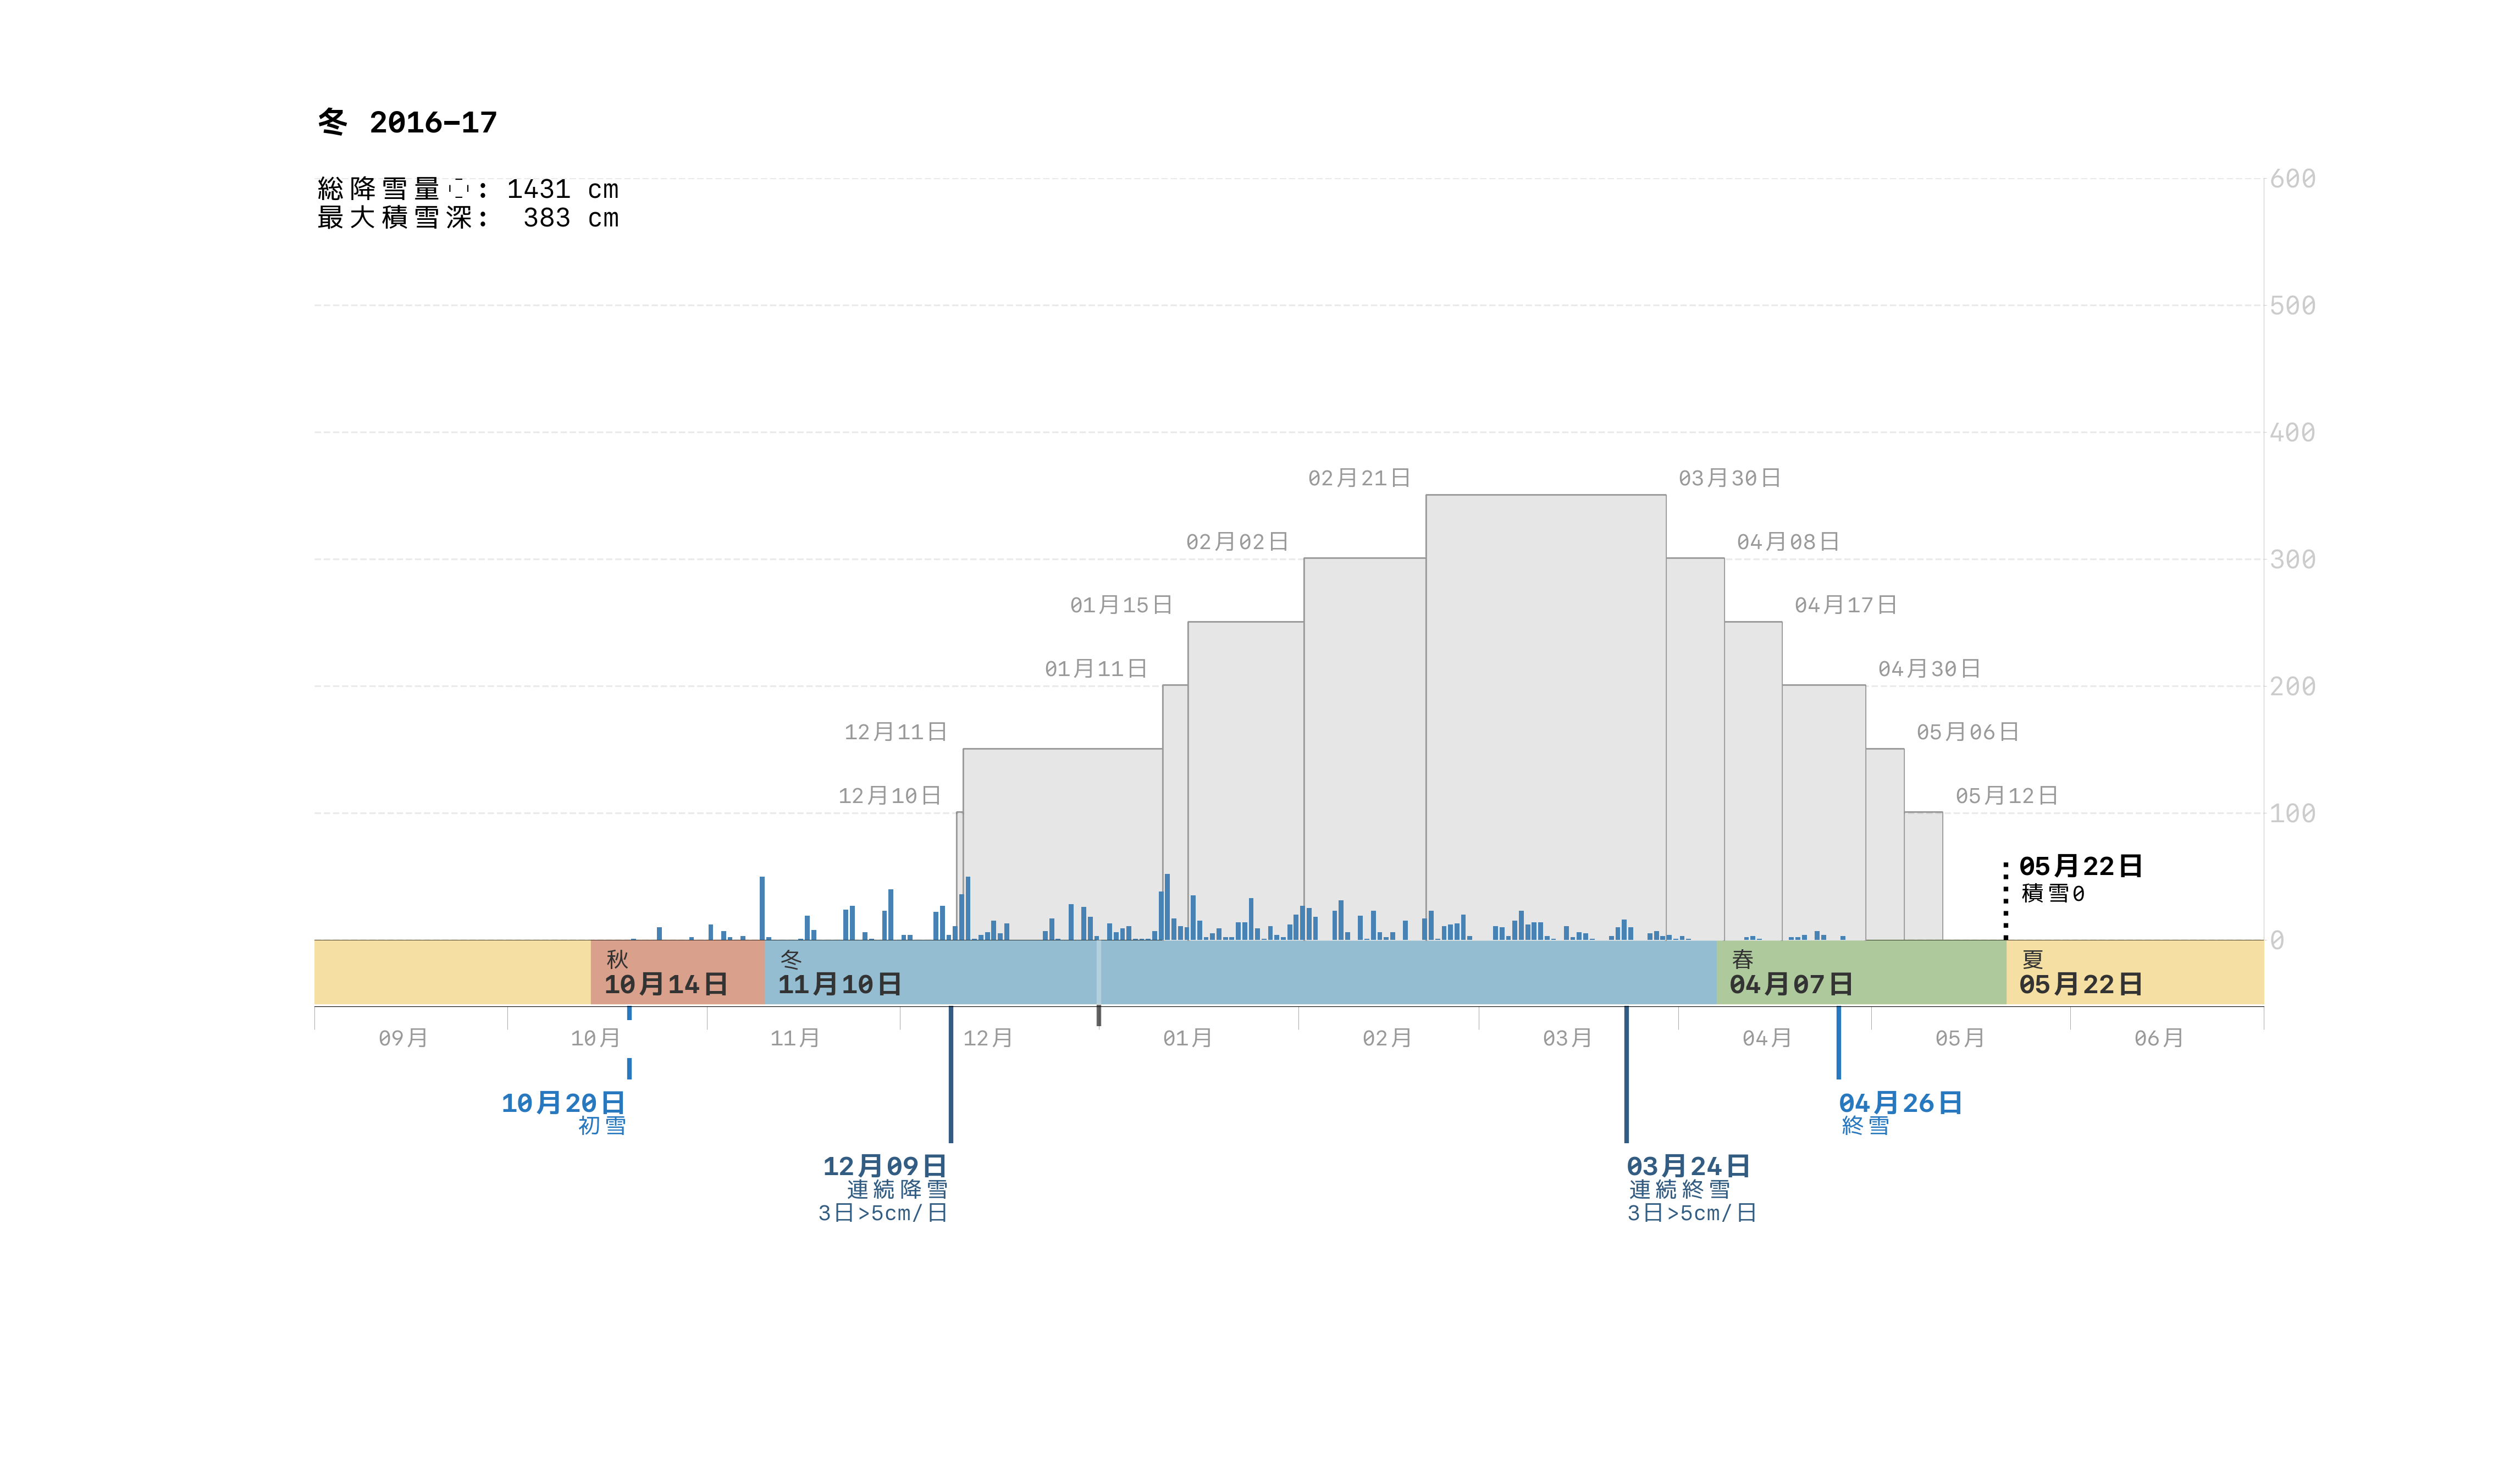 冬 2016–17
総降雪量 : 1431 cm
最大積雪深: 383 cm
600
500
400
300
200
100
0
02月21日
03月30日
02月02日
04月08日
01月15日
04月17日
01月11日
04月30日
12月11日
05月06日
12月10日
05月12日
05月22日
積雪0
秋
10月14日
冬
11月10日
春
04月07日
夏
05月22日
09月
10月
11月
12月
01月
02月
03月
04月
05月
06月
10月20日
初雪
04月26日
終雪
12月09日
連続降雪
3日>5cm/日
03月24日
連続終雪
3日>5cm/日